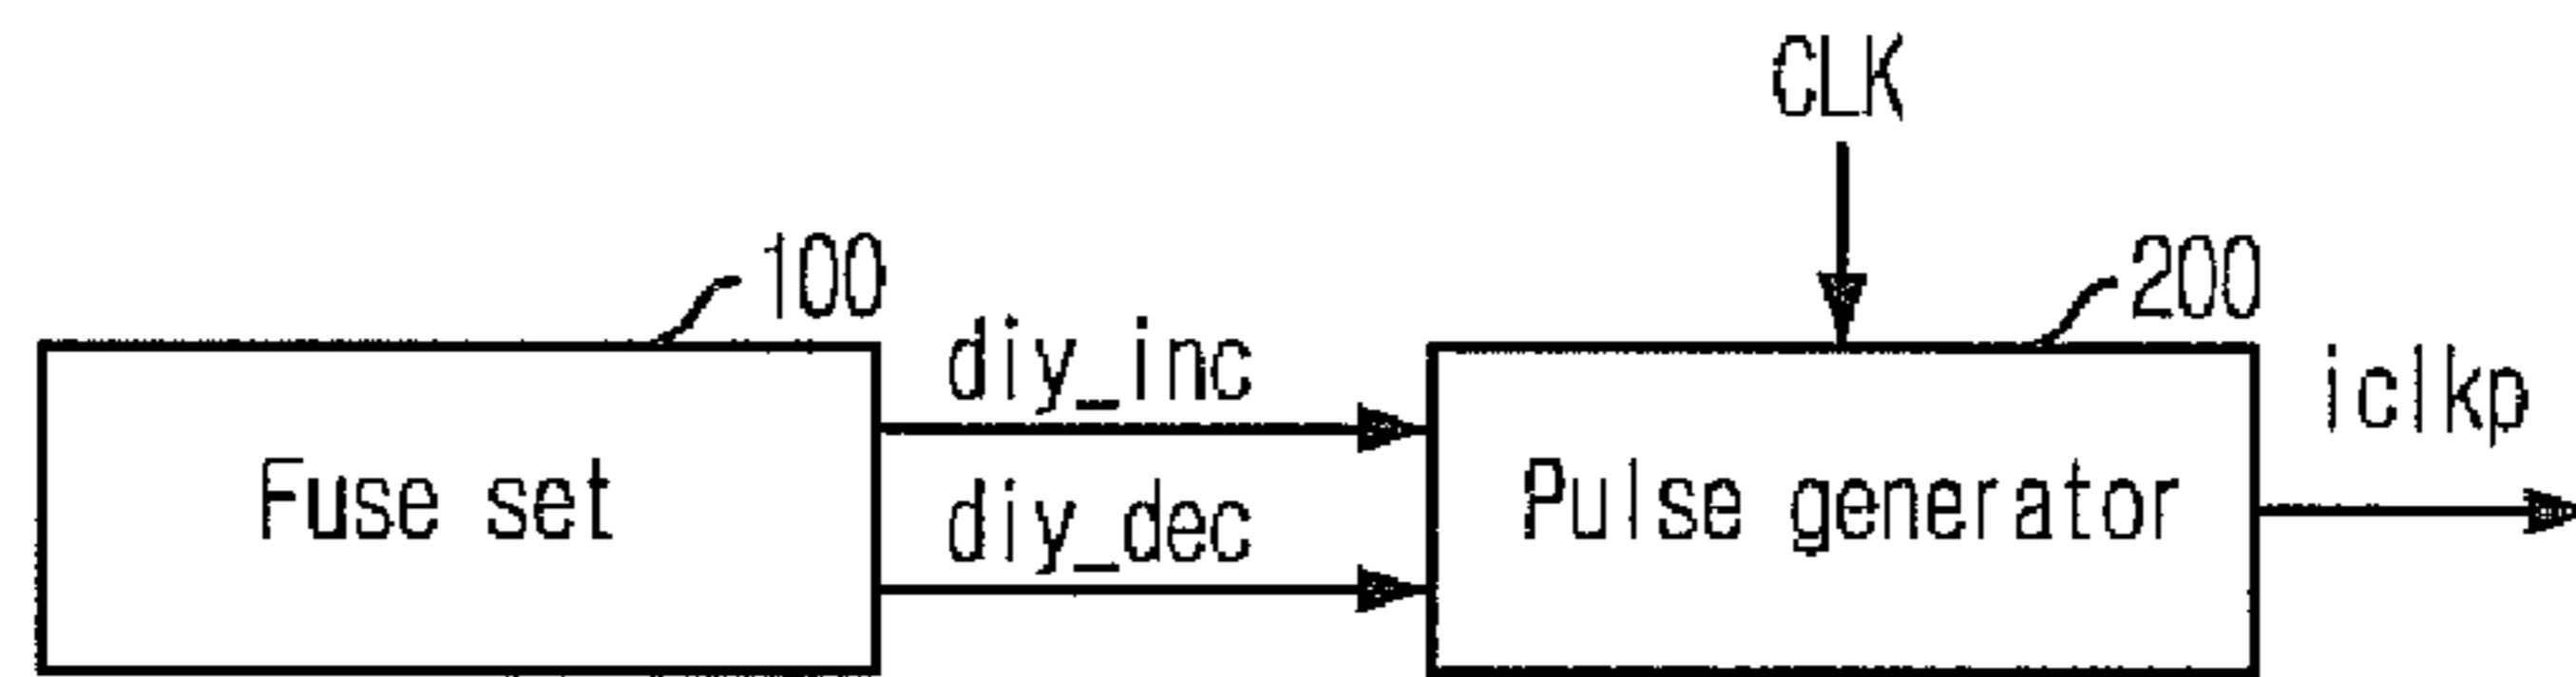 CLK
100
200
diy_inc
iclkp
Fuse set
diy_dec
Pulse generator